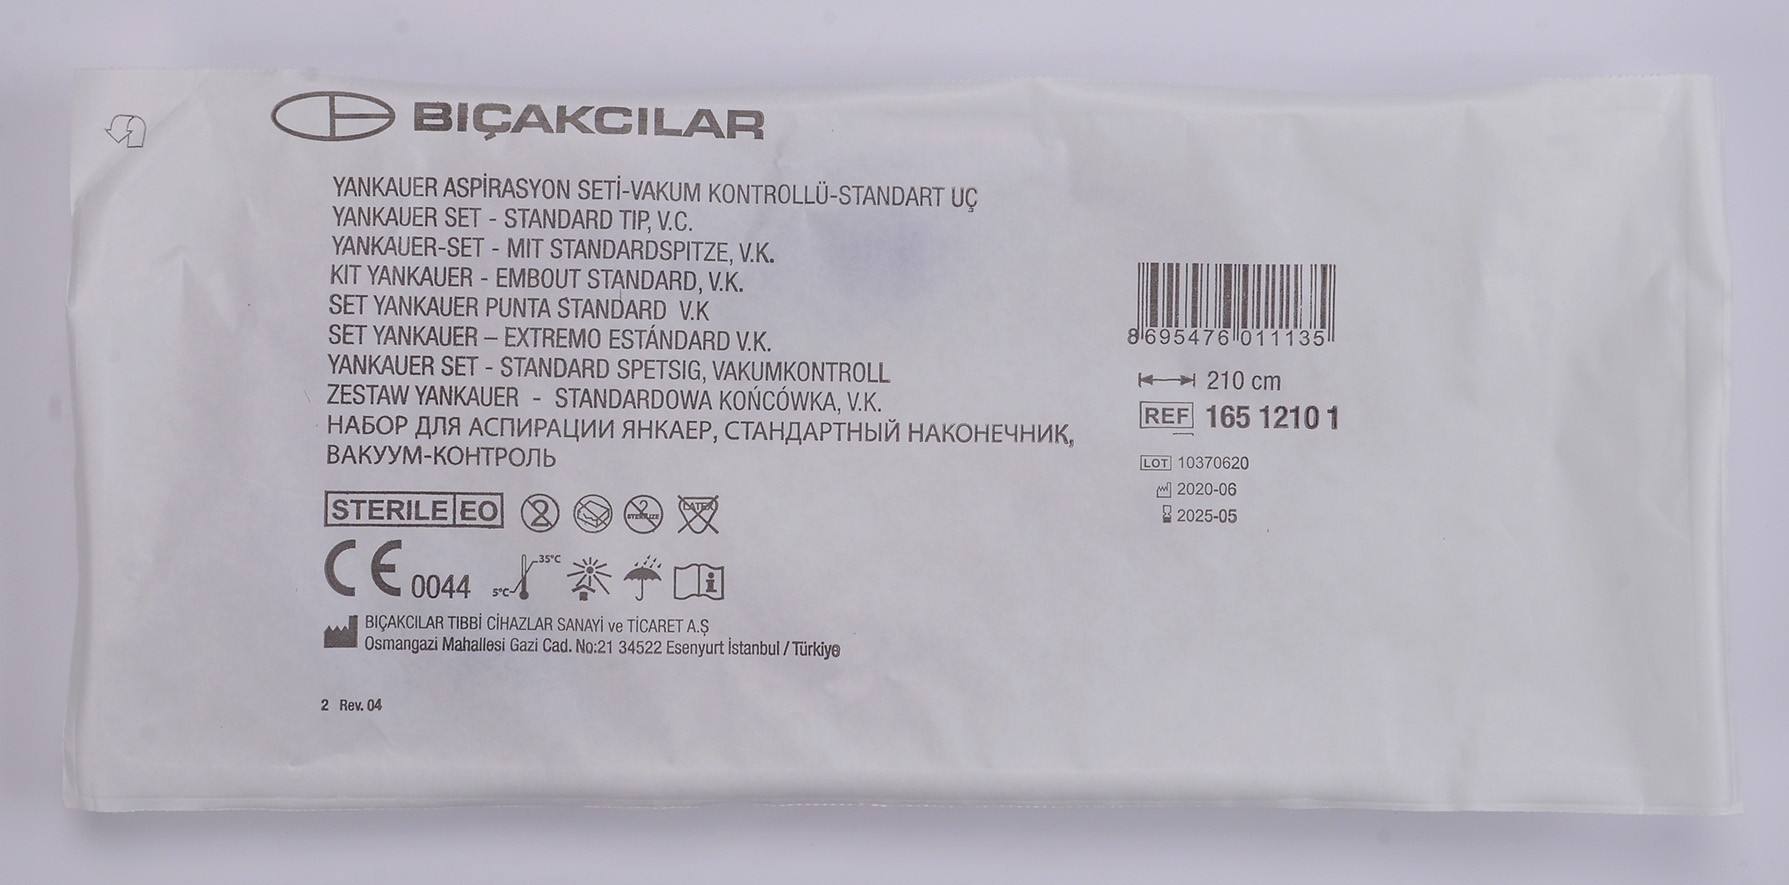 BIÇAKCILAR
YANKAUER ASPİRASYON SETİ-VAKUM KONTROLLÜ-STANDART UÇ
YANKAUER SET - STANDARD TIP, V.C.
YANKAUER-SET - MIT STANDARDSPITZE, V.K.
KIT YANKAUER - EMBOUT STANDARD, V.K.
SET YANKAUER PUNTA STANDARD V.K
SET YANKAUER – EXTREMO ESTÁNDARD V.K.
YANKAUER SET - STANDARD SPETSIG, VAKUMKONTROLL
ZESTAW YANKAUER - STANDARDOWA KOŃCÓWKA, V.K.
НАБОР ДЛЯ АСПИРАЦИИ ЯНКАЕР, СТАНДАРТНЫЙ НАКОНЕЧНИК,
ВАКУУМ-КОНТРОЛЬ
8 695476 011135
210 cm
REF 165 1210 1
LOT 10370620
2020-06
2025-05
STERILE EO 2 2 STERILIZE LATEX
CE 0044 5°C 35°C i
BIÇAKCILAR TIBBİ CİHAZLAR SANAYİ ve TİCARET A.Ş
Osmangazi Mahallesi Gazi Cad. No:21 34522 Esenyurt İstanbul / Türkiye
2 Rev. 04